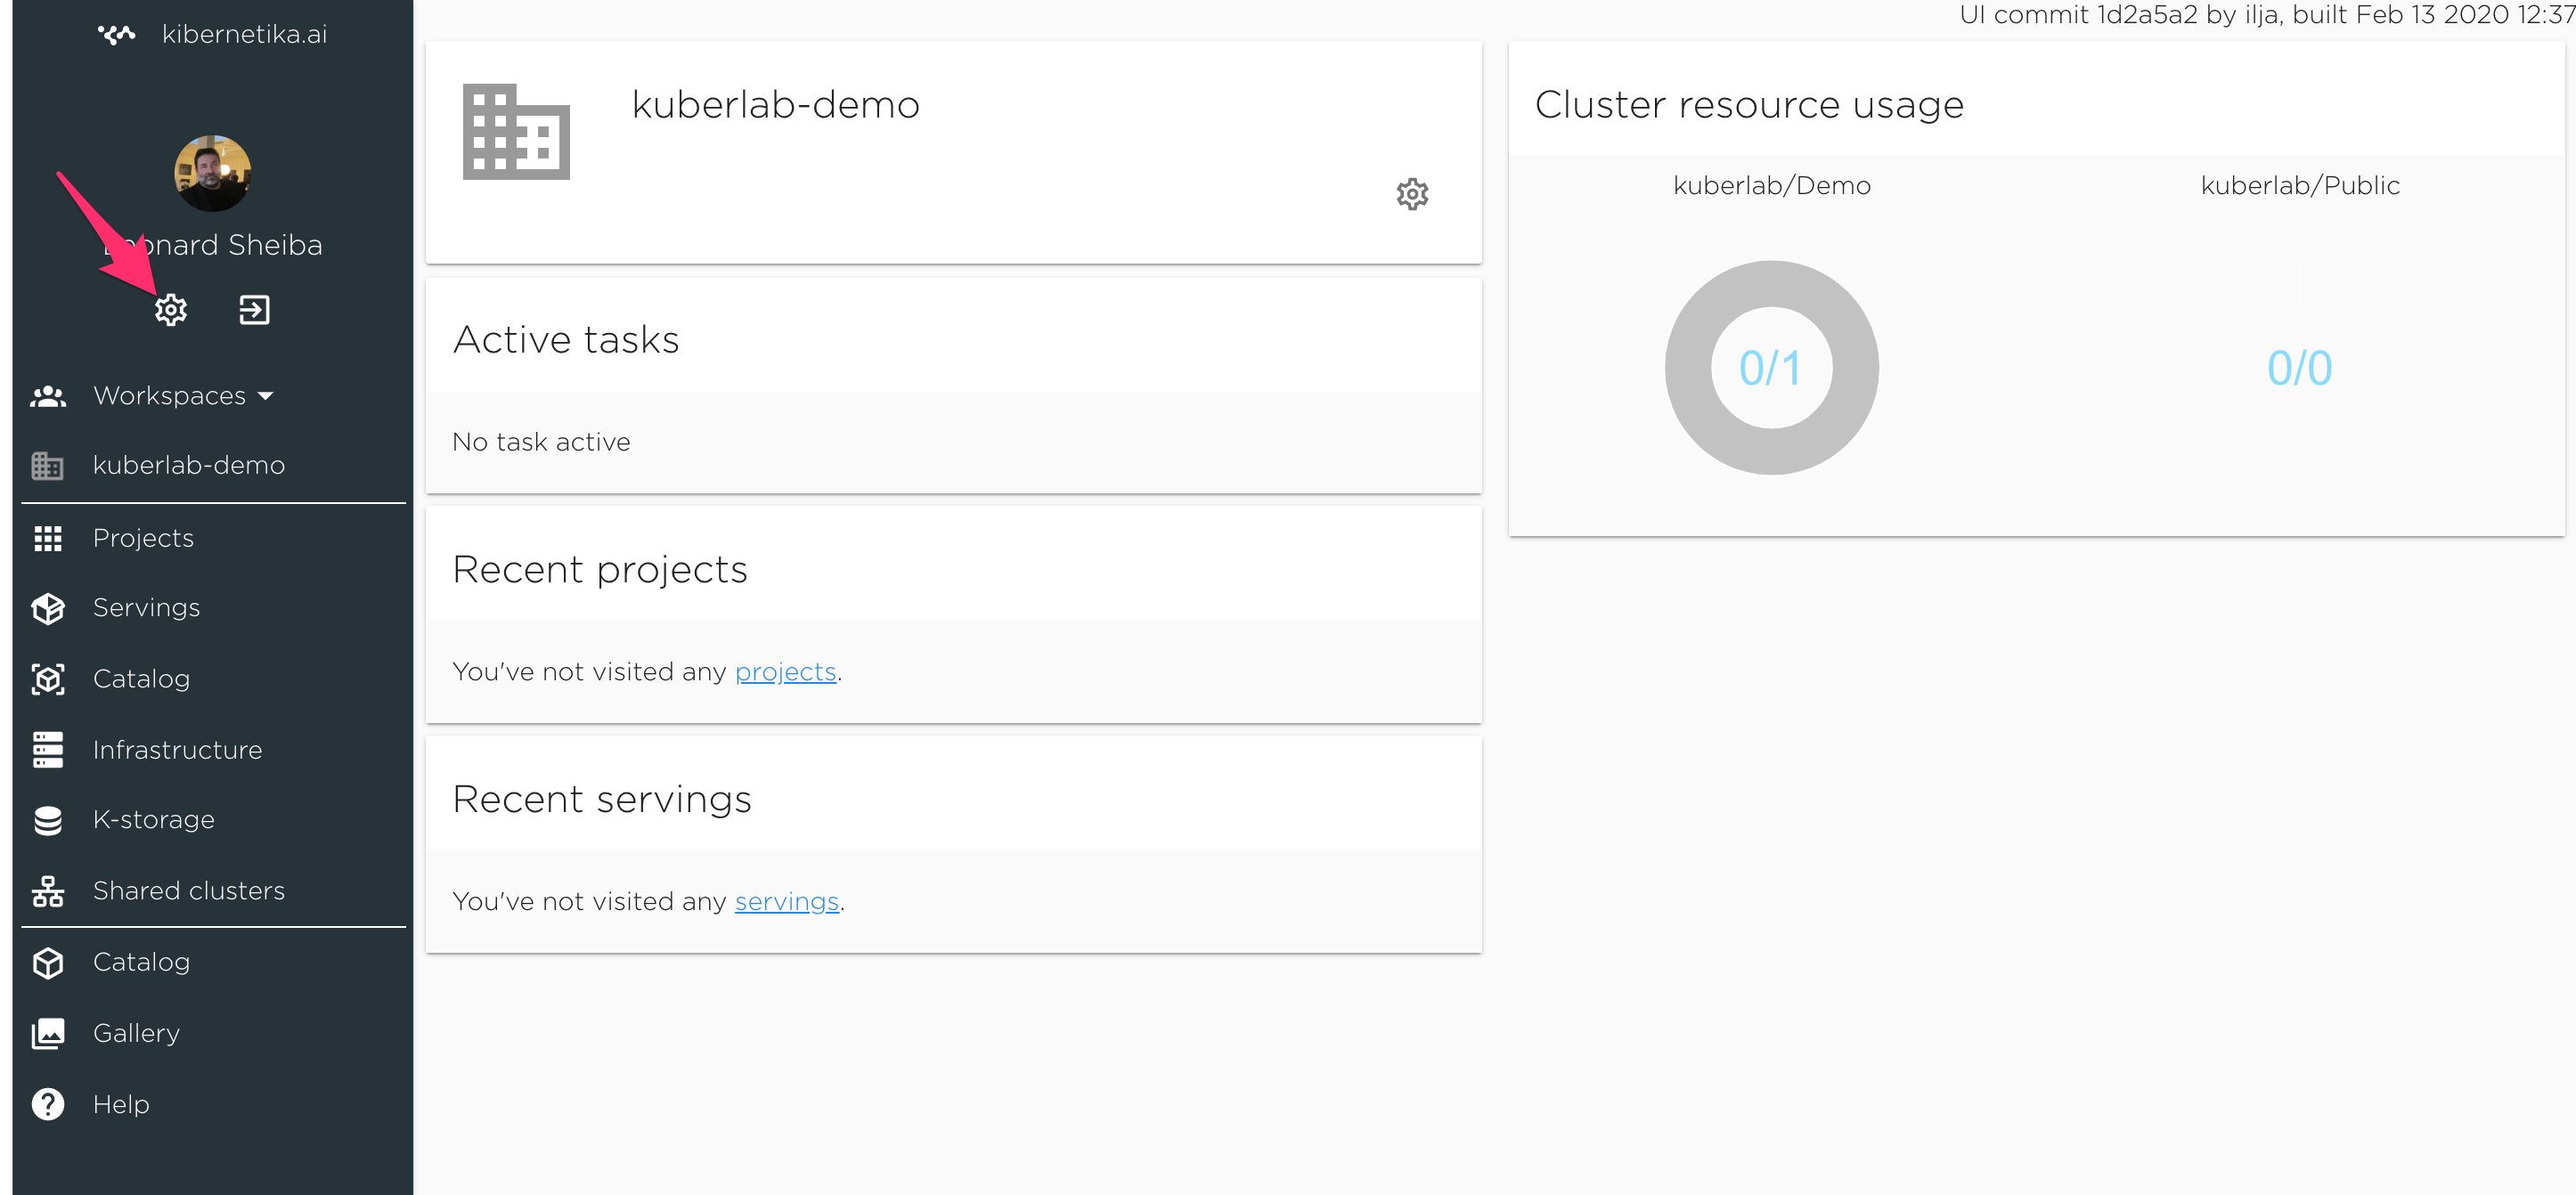 kibernetika.ai
Sheiba
Workspaces
kuberlab-demo
Projects
Servings
Catalog
Infrastructure
K-storage
Shared clusters
Catalog
Gallery
Help
UI commit 1d2a5a2 by ilja, built Feb 13 2020 12:37
kuberlab-demo
Active tasks
No task active
Recent projects
You've not visited any projects.
Recent servings
You've not visited any servings.
Cluster resource usage
kuberlab/Demo
0/1
kuberlab/Public
0/0